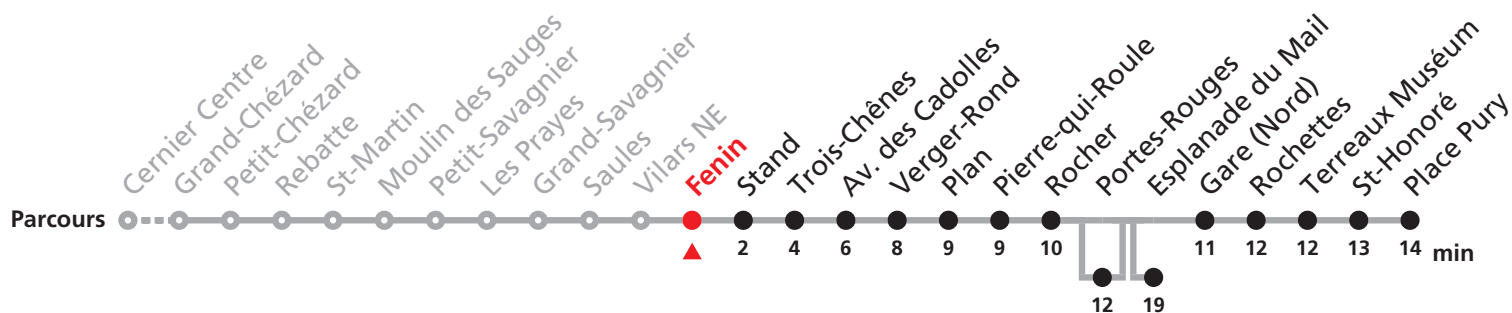 Cernier Centre
Grand-Chézard
Petit-Chézard
Rebatte
St-Martin
Moulin des Sauges
Petit-Savagnier
Les Prayes
Grand-Savagnier
Saules
Vilars NE
Fenin
Stand
Trois-Chênes
Av. des Cadolles
Verger-Rond
Plan
Pierre-qui-Roule
Rocher
Portes-Rouges
Esplanade du Mail
Gare (Nord)
Rochettes
Terreaux Muséum
St-Honoré
Place Pury
Parcours
2 4 6 8 9 9 10 11 12 12 13 14 min
12 19